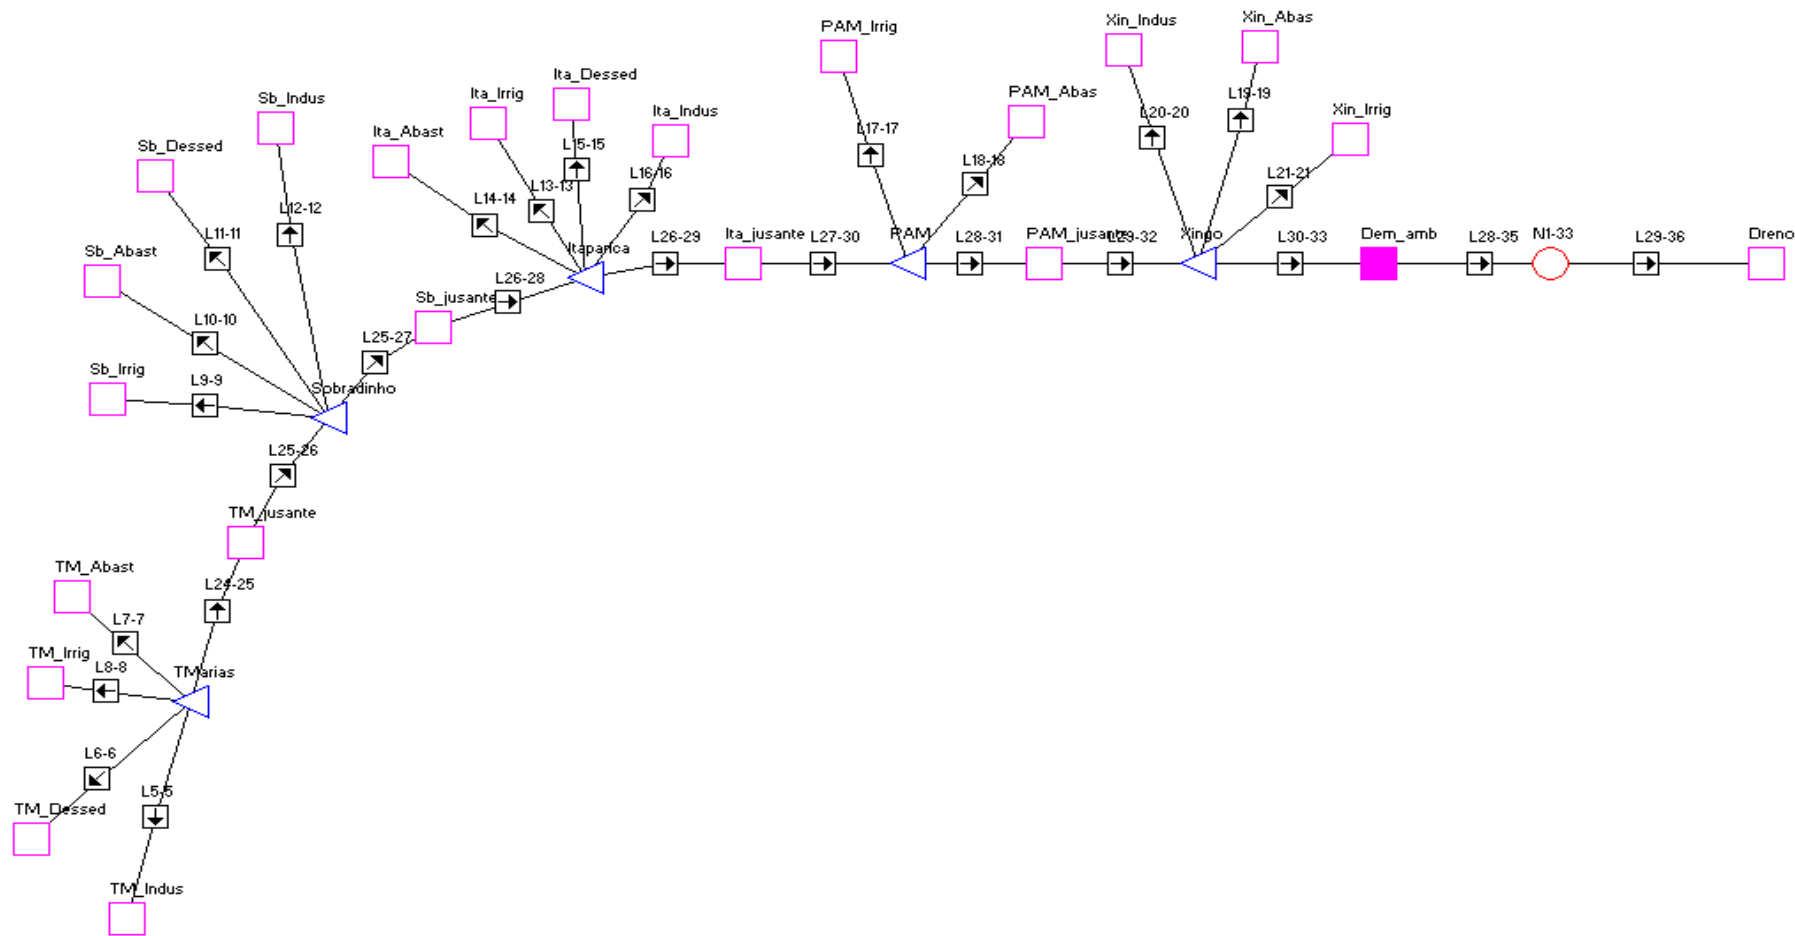 Xin_Indus
Xin_Abas
PAM_Irrig
Ita_Dessed
Ita_Irrig
Ita_Indus
PAM_Abas
Sb_Indus
L19-19
Xin_Irrig
L20-20
Ita_Abast
L17-17
Sb_Dessed
L15-15
L18-18
L16-16
L13-13
L21-21
L14-14
L12-12
L11-11
Itaparica
L26-29
Ita_jusante
L27-30
PAM
L28-31
PAM_jusante
L29-32
Xingo
L30-33
Dem_amb
L28-35
N1-33
L29-36
Dreno
Sb_Abast
L26-28
Sb_jusante
L10-10
L25-27
Sb_Irrig
L9-9
Sobradinho
L25-26
TM_jusante
TM_Abast
L24-25
L7-7
TM_Irrig
L8-8
TMarias
L6-6
L5-5
TM_Dessed
TM_Indus